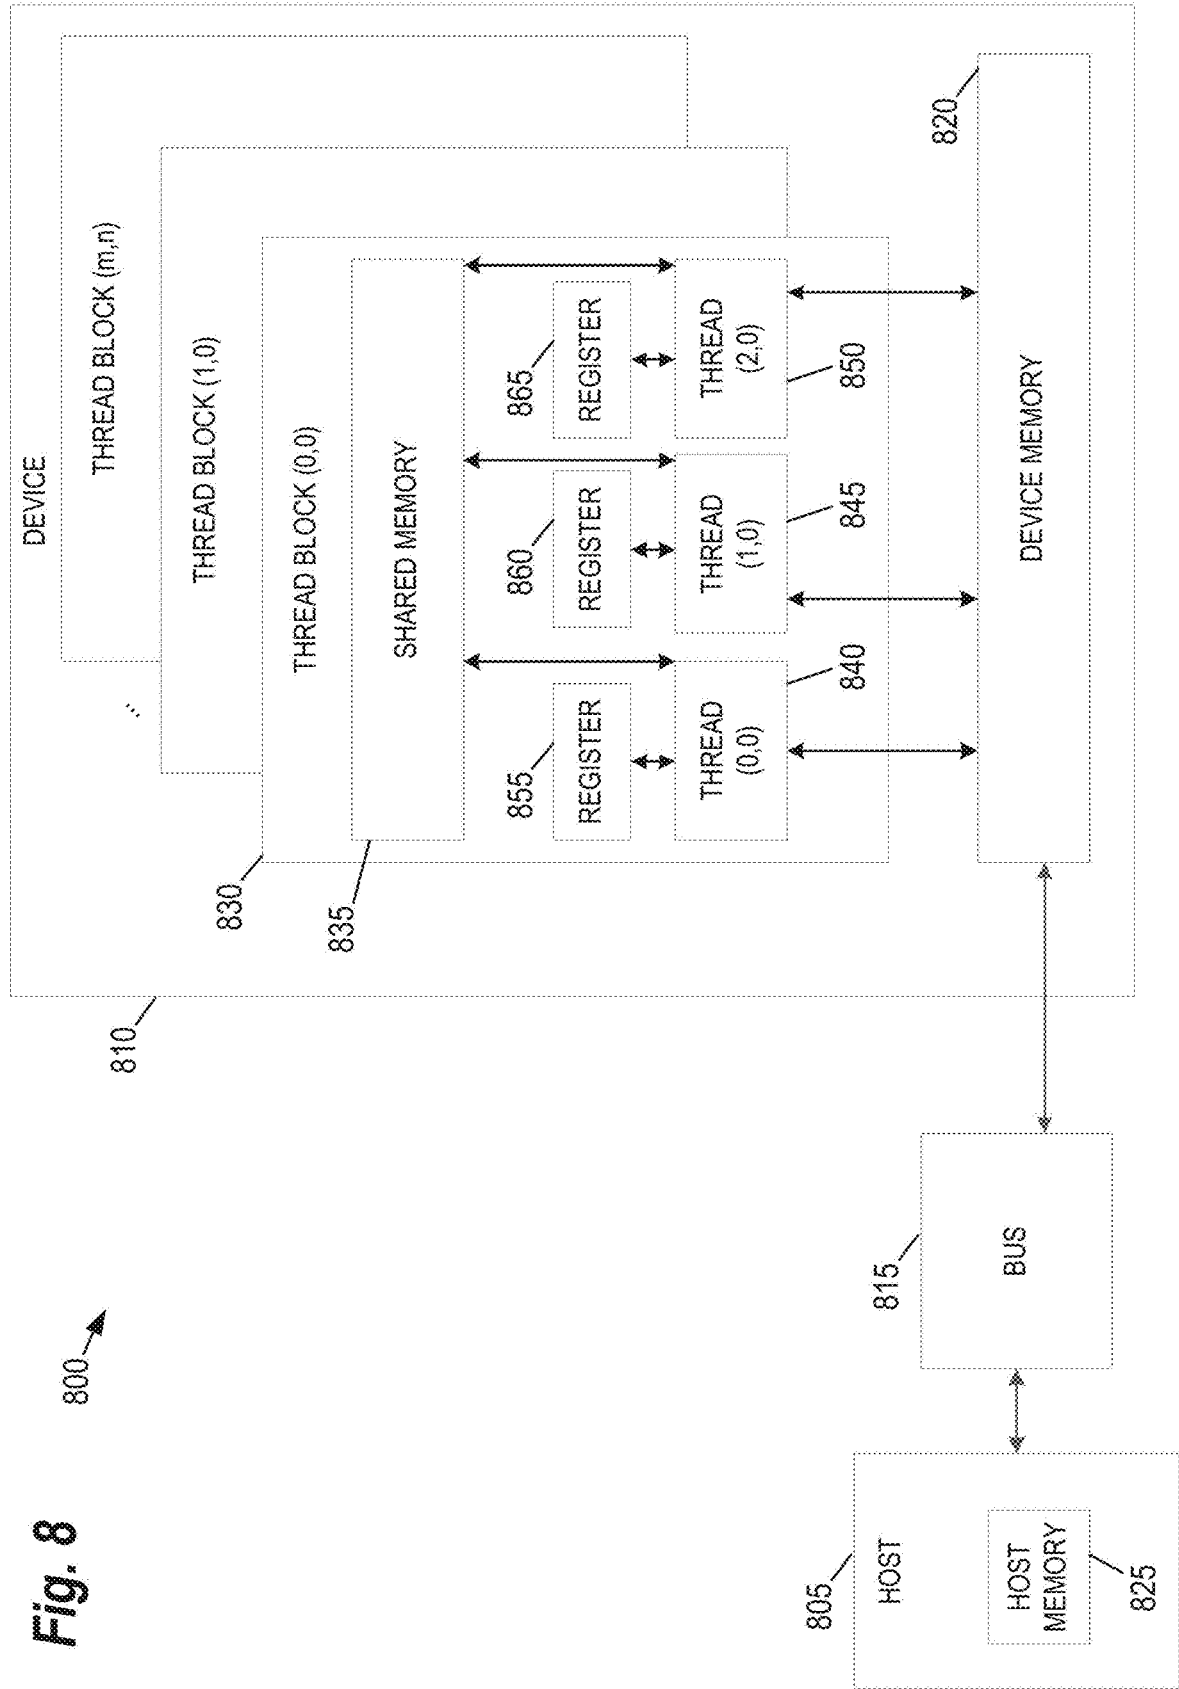 Fig. 8
800
810
DEVICE
THREAD BLOCK (m,n)
...
THREAD BLOCK (1,0)
830
THREAD BLOCK (0,0)
835
SHARED MEMORY
855
860
865
REGISTER
REGISTER
REGISTER
THREAD
(0,0)
THREAD
(1,0)
THREAD
(2,0)
840
845
850
820
DEVICE MEMORY
805
HOST
HOST
MEMORY
825
815
BUS